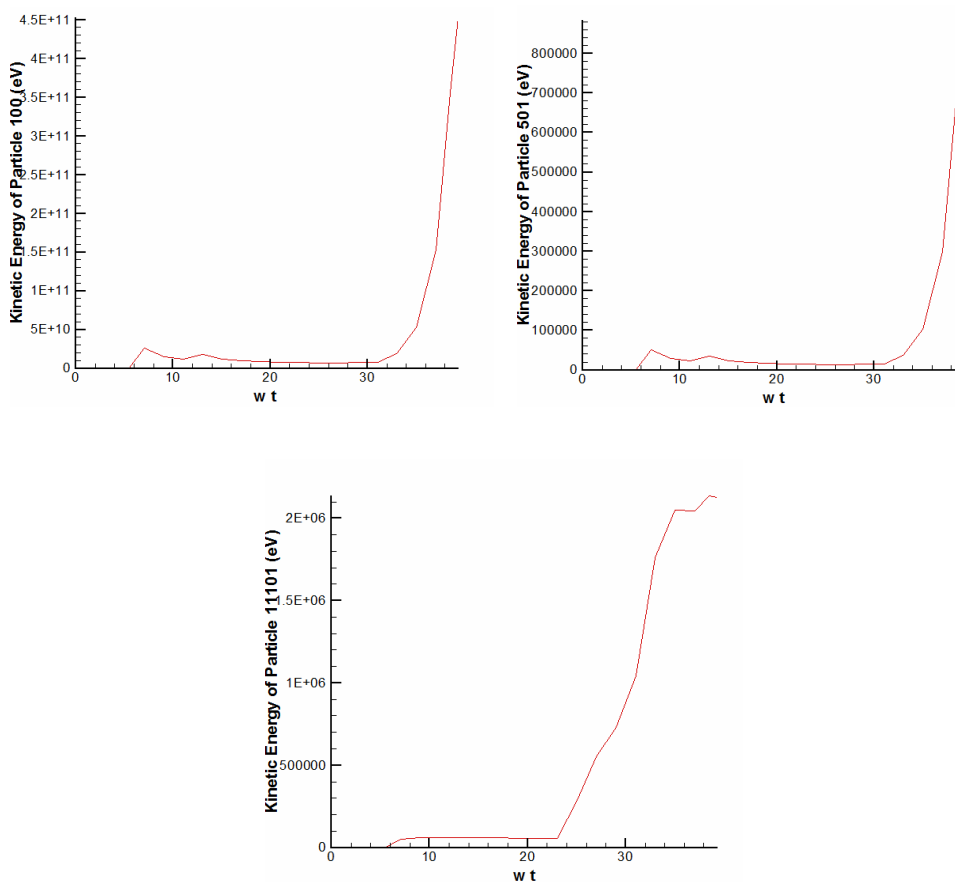 Kinetic Energy of Particle 100 (eV)
4.5E+11
4E+11
3.5E+11
3E+11
2.5E+11
2E+11
1.5E+11
1E+11
5E+10
0
0 10 20 30
w t
Kinetic Energy of Particle 501 (eV)
800000
700000
600000
500000
400000
300000
200000
100000
0
0 10 20 30
w t
Kinetic Energy of Particle 11101 (eV)
2E+06
1.5E+06
1E+06
500000
0
0 10 20 30
w t